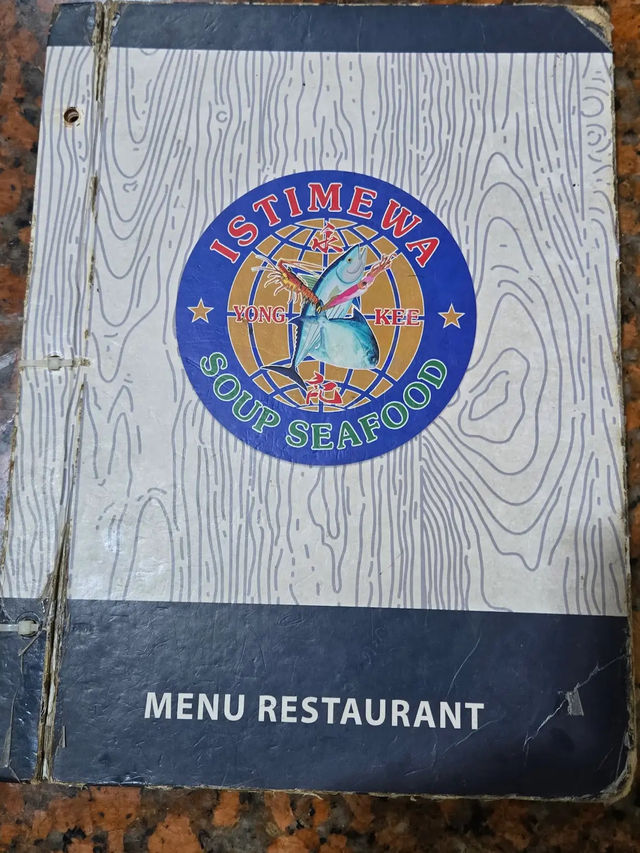 ISTIMEWA
永
YONG KEE
記
SOUP SEAFOOD
MENU RESTAURANT